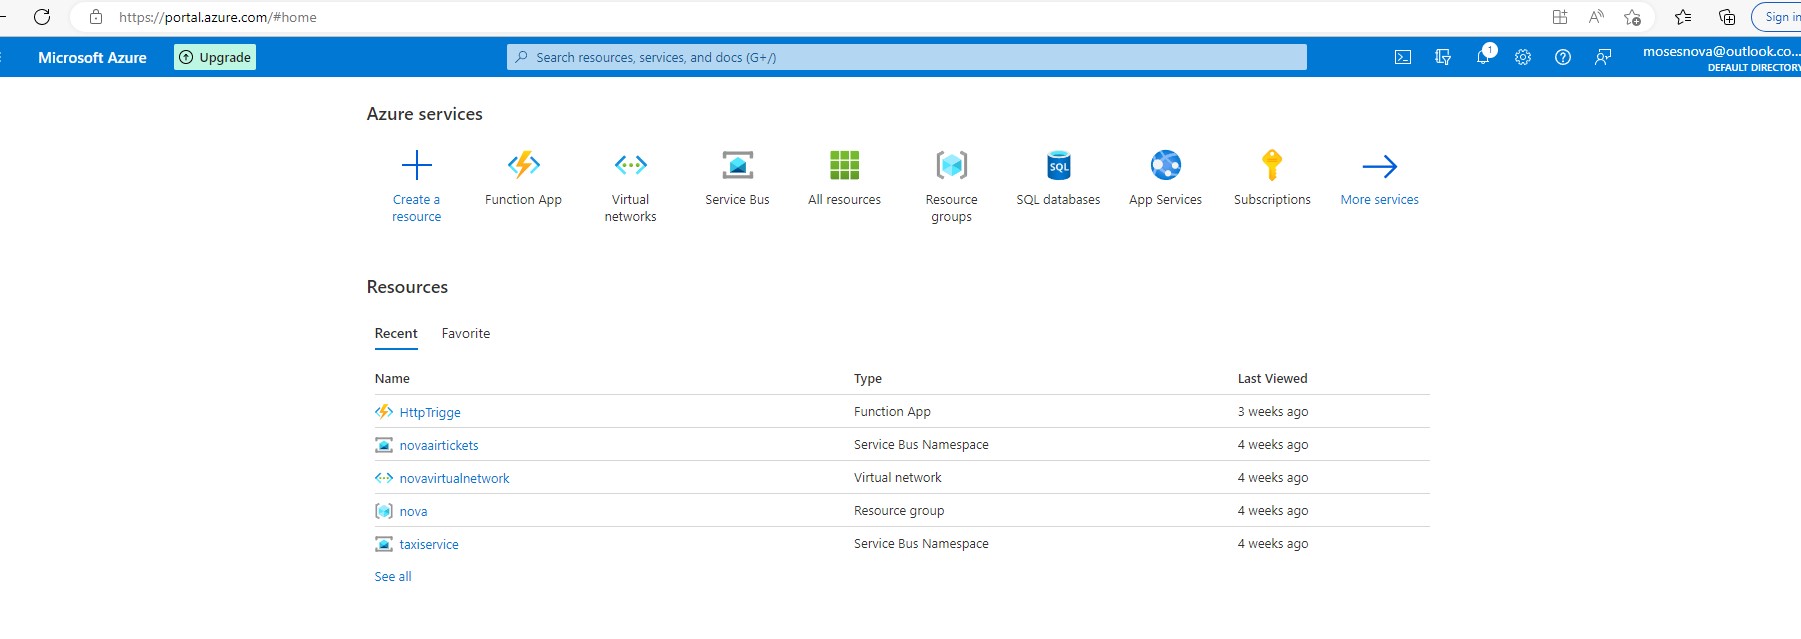 https://portal.azure.com/#home
Sign in
Microsoft Azure
Upgrade
Search resources, services, and docs (G+/)
1
mosesnova@outlook.co...
DEFAULT DIRECTORY
Azure services
Create a
resource
Function App
Virtual
networks
Service Bus
All resources
Resource
groups
SQL
SQL databases
App Services
Subscriptions
More services
Resources
Recent Favorite
Name Type Last Viewed
HttpTrigge Function App 3 weeks ago
novaairtickets Service Bus Namespace 4 weeks ago
novavirtualnetwork Virtual network 4 weeks ago
nova Resource group 4 weeks ago
taxiservice Service Bus Namespace 4 weeks ago
See all